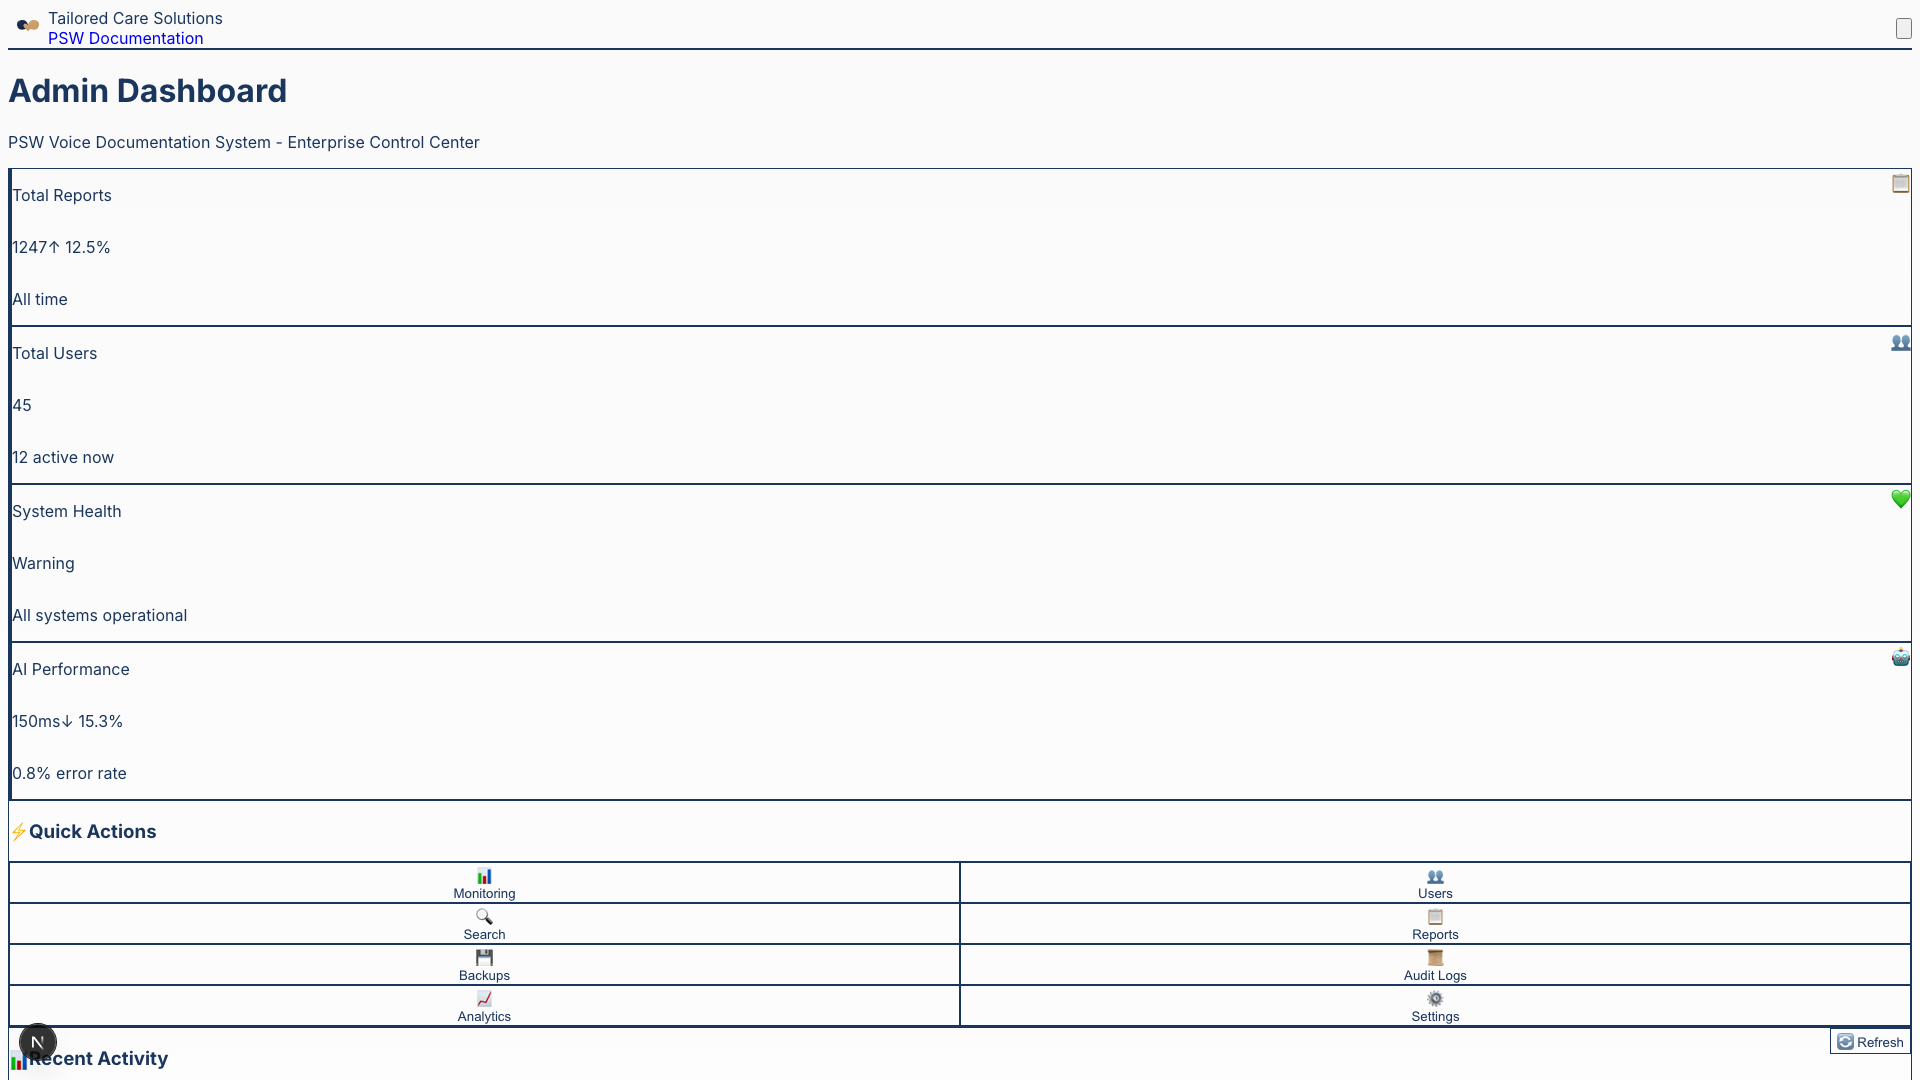 Tailored Care Solutions
PSW Documentation
Admin Dashboard
PSW Voice Documentation System - Enterprise Control Center
Total Reports
1247↑ 12.5%
All time
Total Users
45
12 active now
System Health
Warning
All systems operational
AI Performance
150ms↓ 15.3%
0.8% error rate
Quick Actions
Monitoring
Users
Search
Reports
Backups
Audit Logs
Analytics
Settings
N
Recent Activity
Refresh